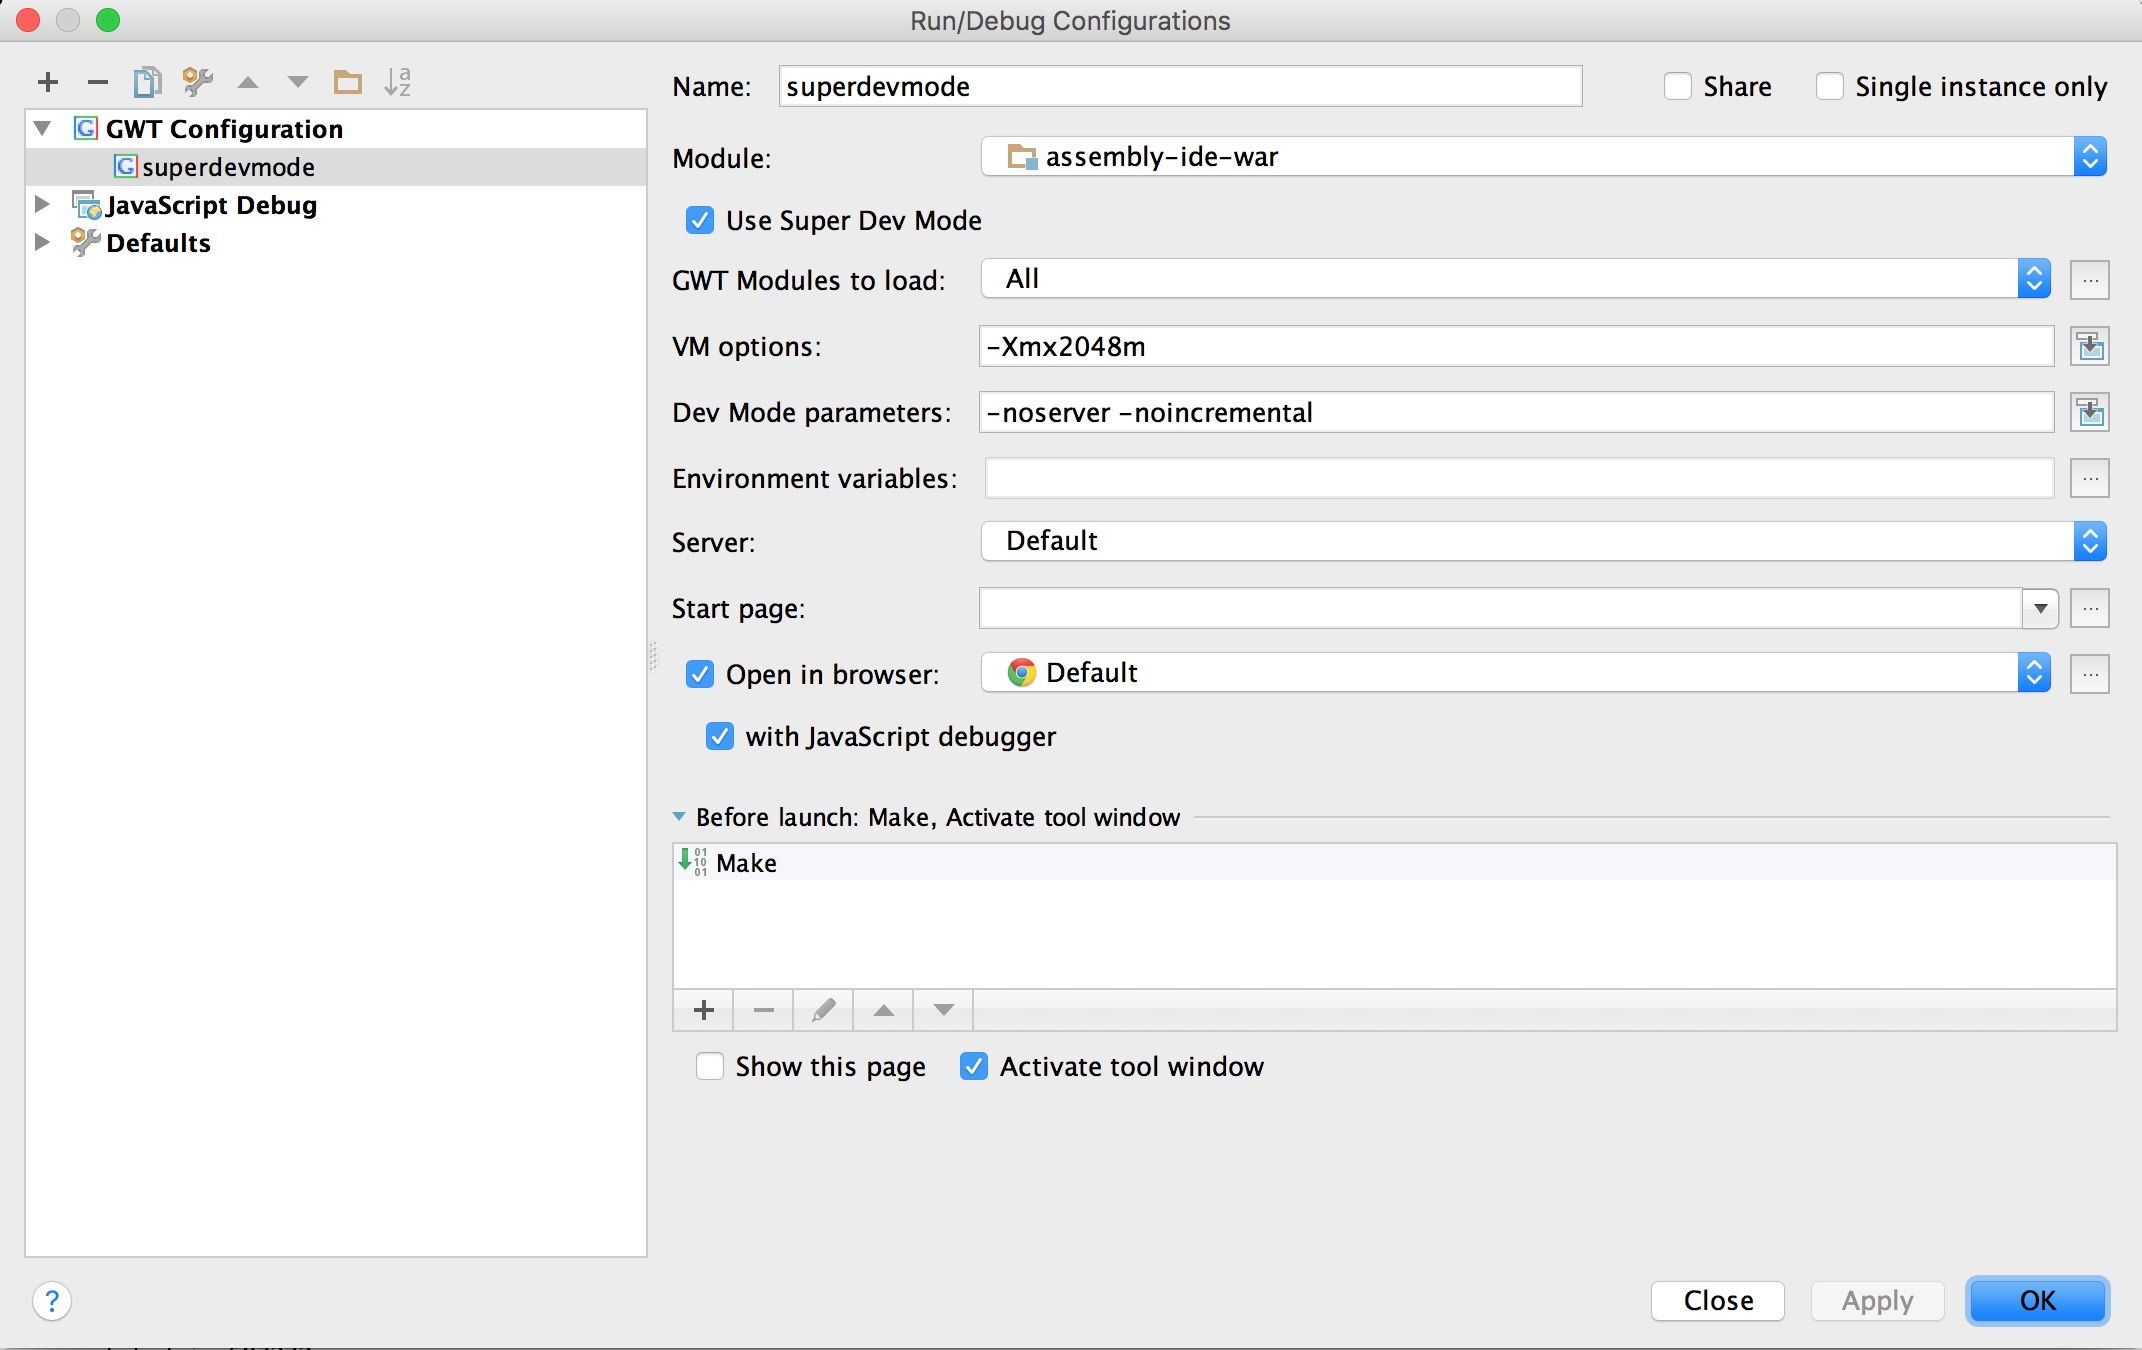 Run/Debug Configurations
GWT Configuration
superdevmode
JavaScript Debug
Defaults
Name: superdevmode Share Single instance only
Module: assembly-ide-war
Use Super Dev Mode
GWT Modules to load: All
VM options: -Xmx2048m
Dev Mode parameters: -noserver -noincremental
Environment variables:
Server: Default
Start page:
Open in browser: Default
with JavaScript debugger
Before launch: Make, Activate tool window
Make
Show this page Activate tool window
? Close Apply OK